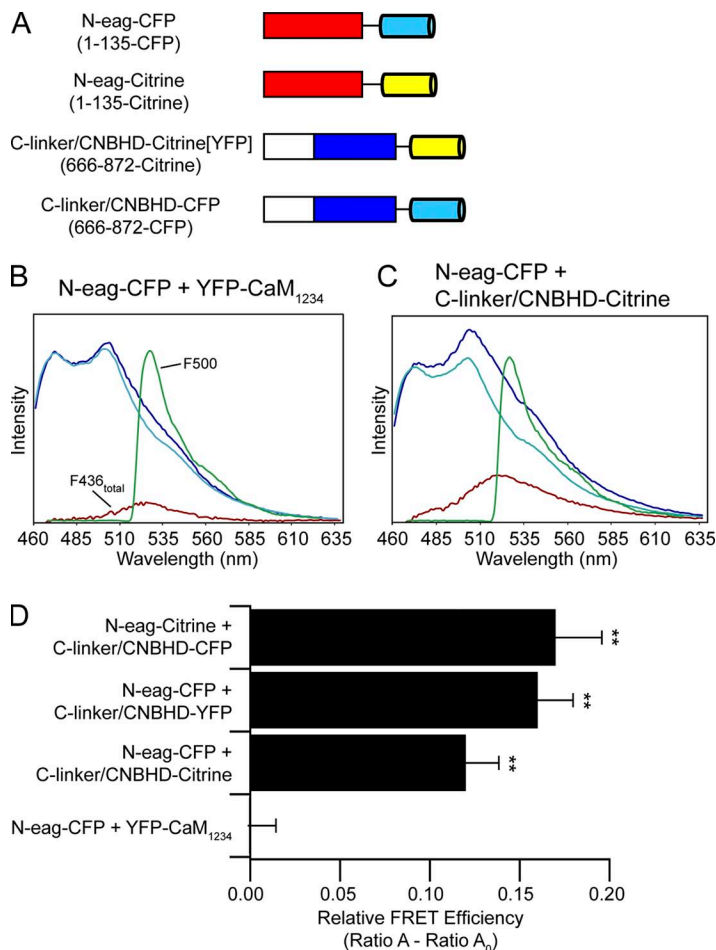 A
N-eag-CFP
(1-135-CFP)
N-eag-Citrine
(1-135-Citrine)
C-linker/CNBHD-Citrine[YFP]
(666-872-Citrine)
C-linker/CNBHD-CFP
(666-872-CFP)
B
N-eag-CFP + YFP-CaM1234
Intensity
F500
F436total
460 485 510 535 560 585 610 635
Wavelength (nm)
C
N-eag-CFP +
C-linker/CNBHD-Citrine
Intensity
460 485 510 535 560 585 610 635
Wavelength (nm)
D
N-eag-Citrine +
C-linker/CNBHD-CFP
**
N-eag-CFP +
C-linker/CNBHD-YFP
**
N-eag-CFP +
C-linker/CNBHD-Citrine
**
N-eag-CFP + YFP-CaM1234
0.00 0.05 0.10 0.15 0.20
Relative FRET Efficiency
(Ratio A - Ratio A0)